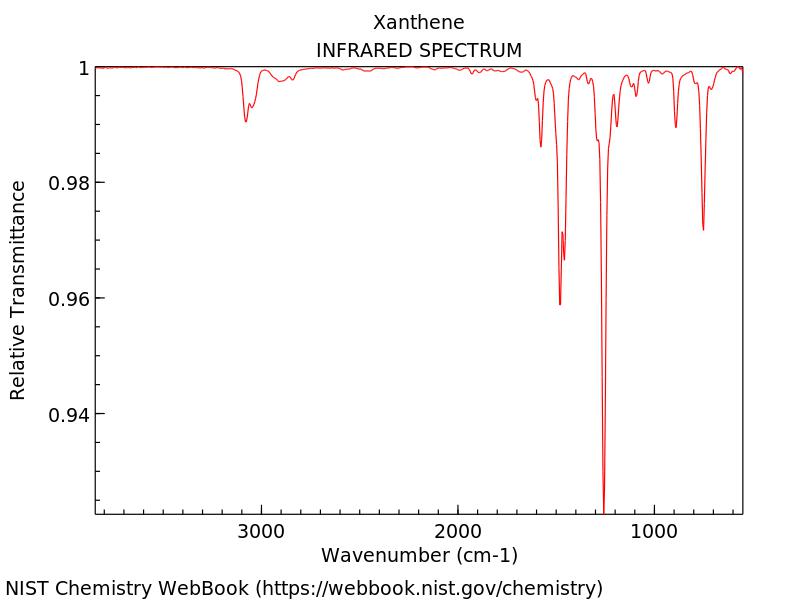 Xanthene
INFRARED SPECTRUM
1
0.98
0.96
0.94
Relative Transmittance
3000 2000 1000
Wavenumber (cm-1)
NIST Chemistry WebBook (https://webbook.nist.gov/chemistry)